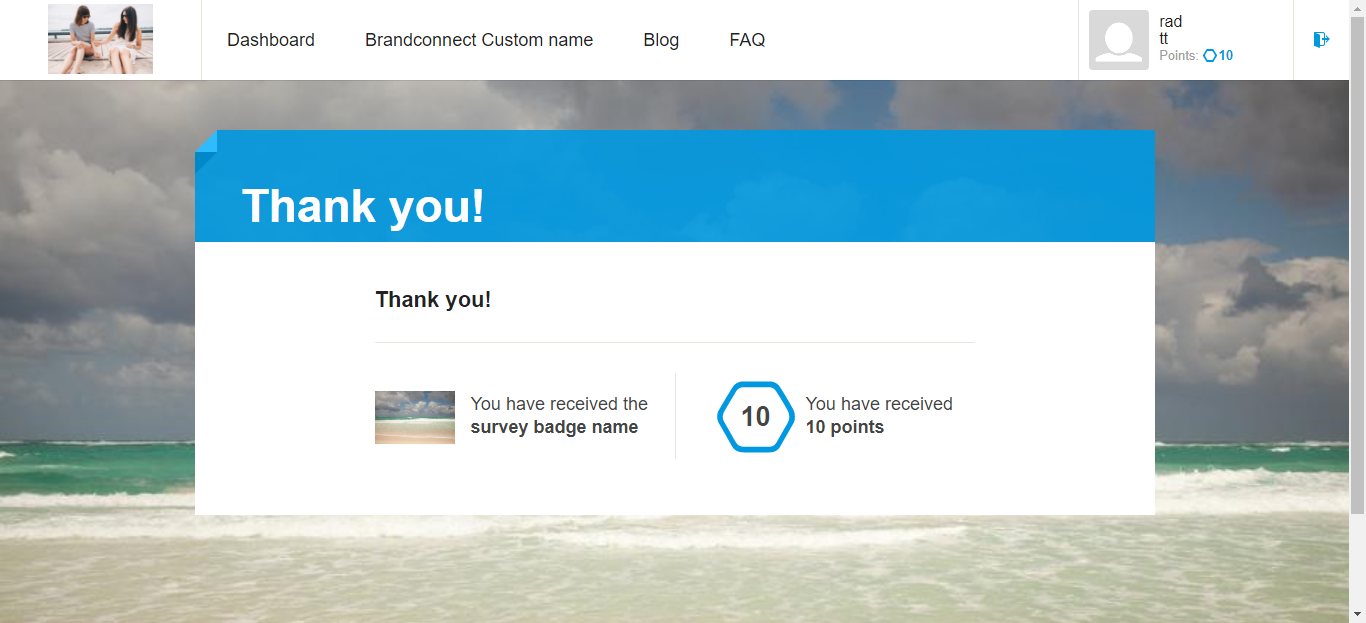 Dashboard
Brandconnect Custom name
Blog
FAQ
rad
tt
Points: 10
Thank you!
Thank you!
You have received the
survey badge name
10
You have received
10 points